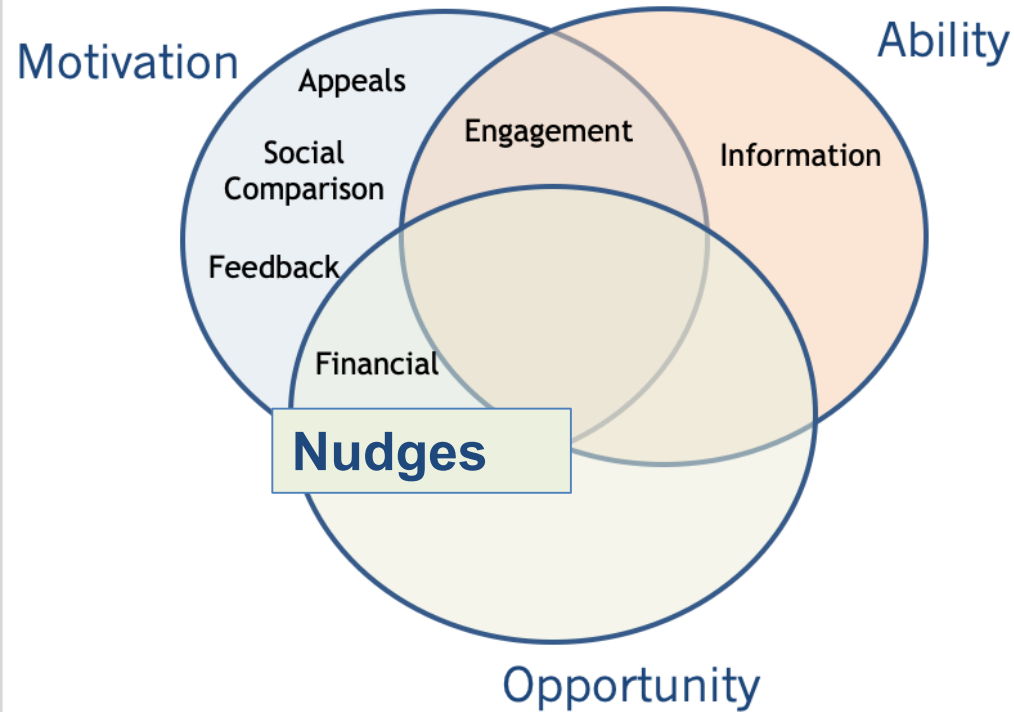 Motivation
Ability
Appeals
Engagement
Information
Social
Comparison
Feedback
Financial
Nudges
Opportunity